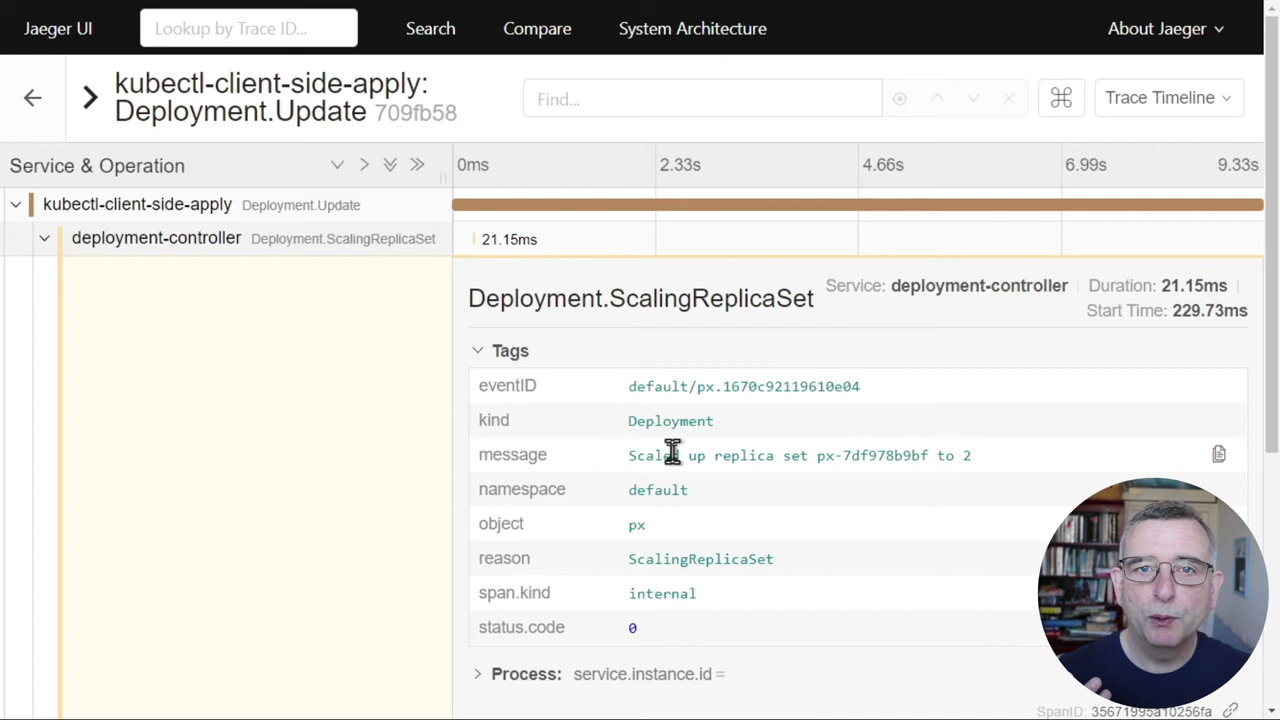 Jaeger UI
Lookup by Trace ID...
Search
Compare
System Architecture
About Jaeger
kubectl-client-side-apply:
Deployment.Update 709fb58
Find...
Trace Timeline
Service & Operation
0ms
2.33s
4.66s
6.99s
9.33s
kubectl-client-side-apply Deployment.Update
deployment-controller Deployment.ScalingReplicaSet
21.15ms
Deployment.ScalingReplicaSet
Service: deployment-controller
Duration: 21.15ms
Start Time: 229.73ms
Tags
eventID default/px.1670c92119610e04
kind Deployment
message Scaled up replica set px-7df978b9bf to 2
namespace default
object px
reason ScalingReplicaSet
span.kind internal
status.code 0
Process: service.instance.id =
SpanID: 35671995a10256fa